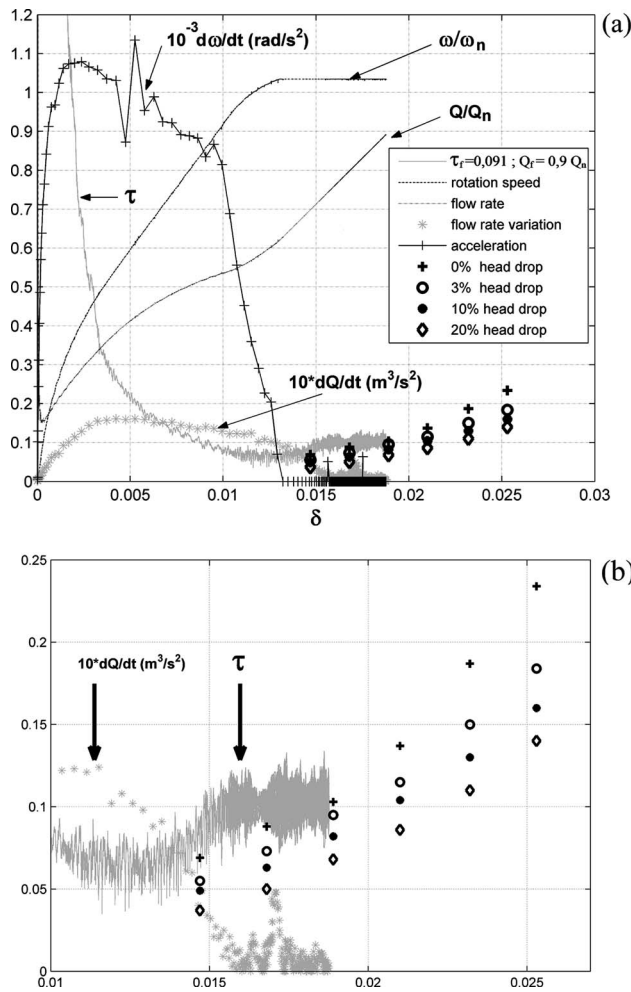 (a)
10⁻³dω/dt (rad/s²)
ω/ωn
Q/Qn
τ
τf=0,091 ; Qf= 0,9 Qn
rotation speed
flow rate
flow rate variation
acceleration
0% head drop
3% head drop
10% head drop
20% head drop
10*dQ/dt (m³/s²)
1.2
1.1
1
0.9
0.8
0.7
0.6
0.5
0.4
0.3
0.2
0.1
0
0
0.005
0.01
0.015
0.02
0.025
0.03
δ
(b)
10*dQ/dt (m³/s²)
τ
0.25
0.2
0.15
0.1
0.05
0
0.01
0.015
0.02
0.025